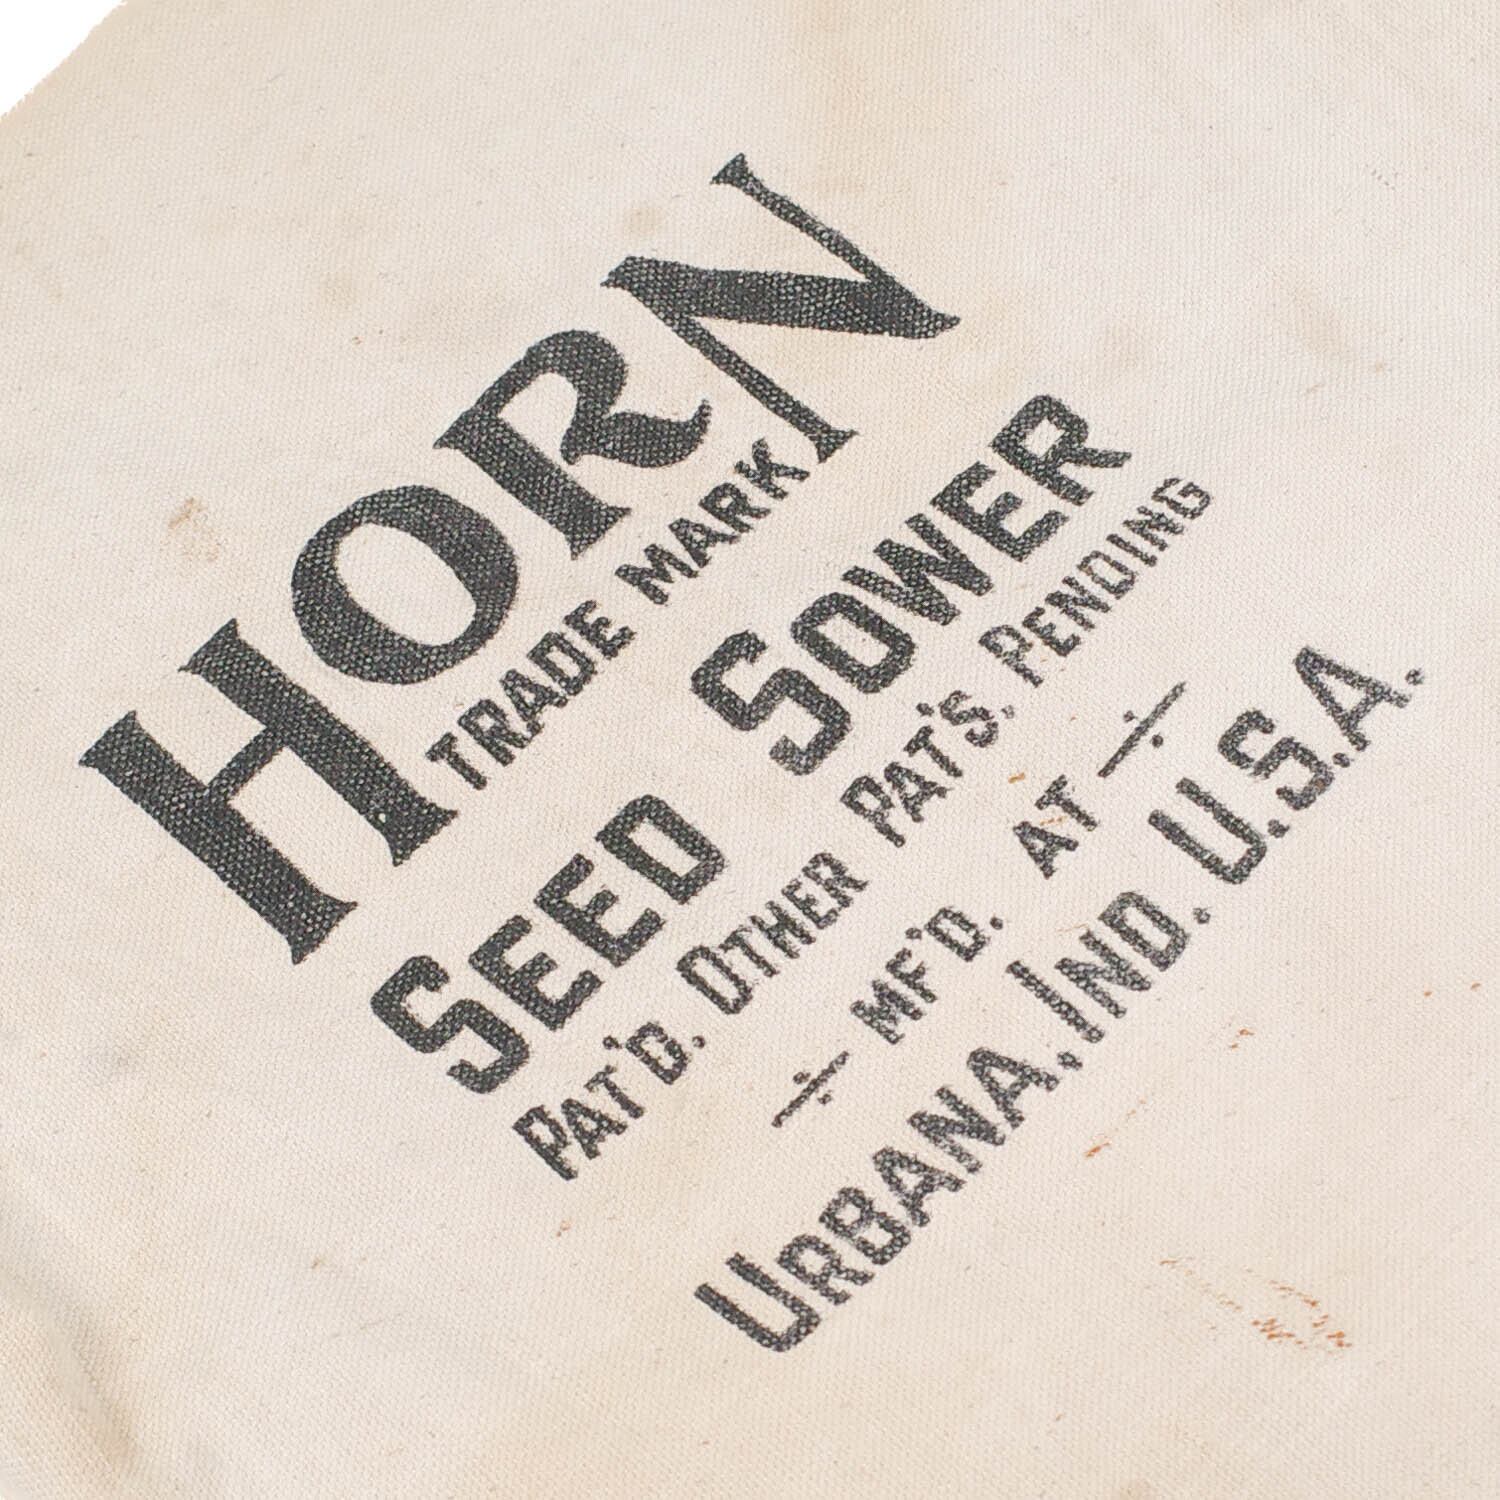 HORN
TRADE MARK
SEED SOWER
PAT'D. OTHER PAT'S. PENDING
÷ MF'D. AT ÷
URBANA, IND. U.S.A.